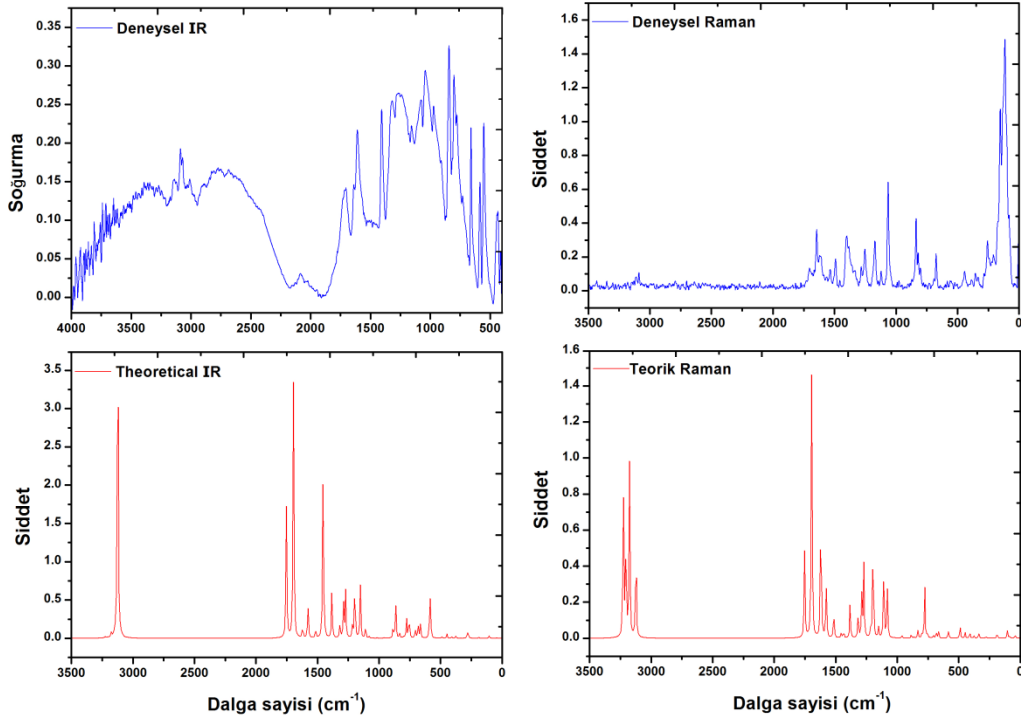 Deneysel IR
Soğurma
0.35
0.30
0.25
0.20
0.15
0.10
0.05
0.00
4000 3500 3000 2500 2000 1500 1000 500
Deneysel Raman
Siddet
1.6
1.4
1.2
1.0
0.8
0.6
0.4
0.2
0.0
3500 3000 2500 2000 1500 1000 500 0
Theoretical IR
Siddet
3.5
3.0
2.5
2.0
1.5
1.0
0.5
0.0
3500 3000 2500 2000 1500 1000 500 0
Dalga sayisi (cm⁻¹)
Teorik Raman
Siddet
1.6
1.4
1.2
1.0
0.8
0.6
0.4
0.2
0.0
3500 3000 2500 2000 1500 1000 500 0
Dalga sayisi (cm⁻¹)